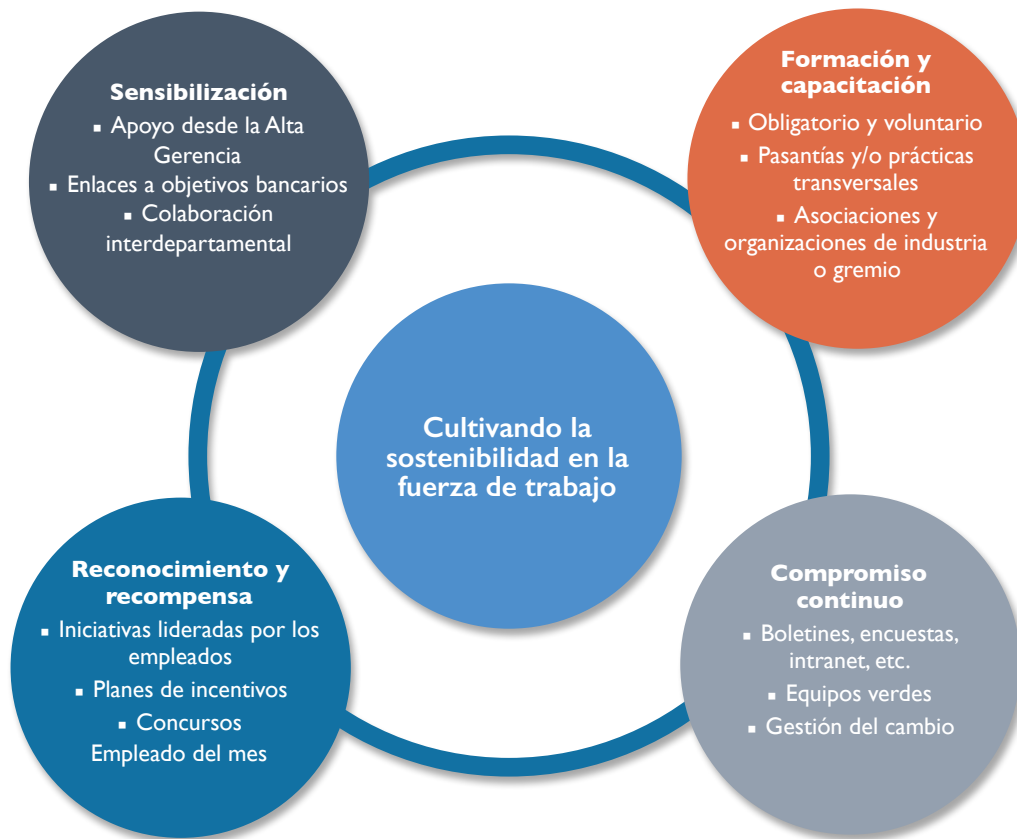 Sensibilización
▪ Apoyo desde la Alta
Gerencia
▪ Enlaces a objetivos bancarios
▪ Colaboración
interdepartamental
Formación y
capacitación
▪ Obligatorio y voluntario
▪ Pasantías y/o prácticas
transversales
▪ Asociaciones y
organizaciones de industria
o gremio
Cultivando la
sostenibilidad en la
fuerza de trabajo
Reconocimiento y
recompensa
▪ Iniciativas lideradas por los
empleados
▪ Planes de incentivos
▪ Concursos
Empleado del mes
Compromiso
continuo
▪ Boletines, encuestas,
intranet, etc.
▪ Equipos verdes
▪ Gestión del cambio